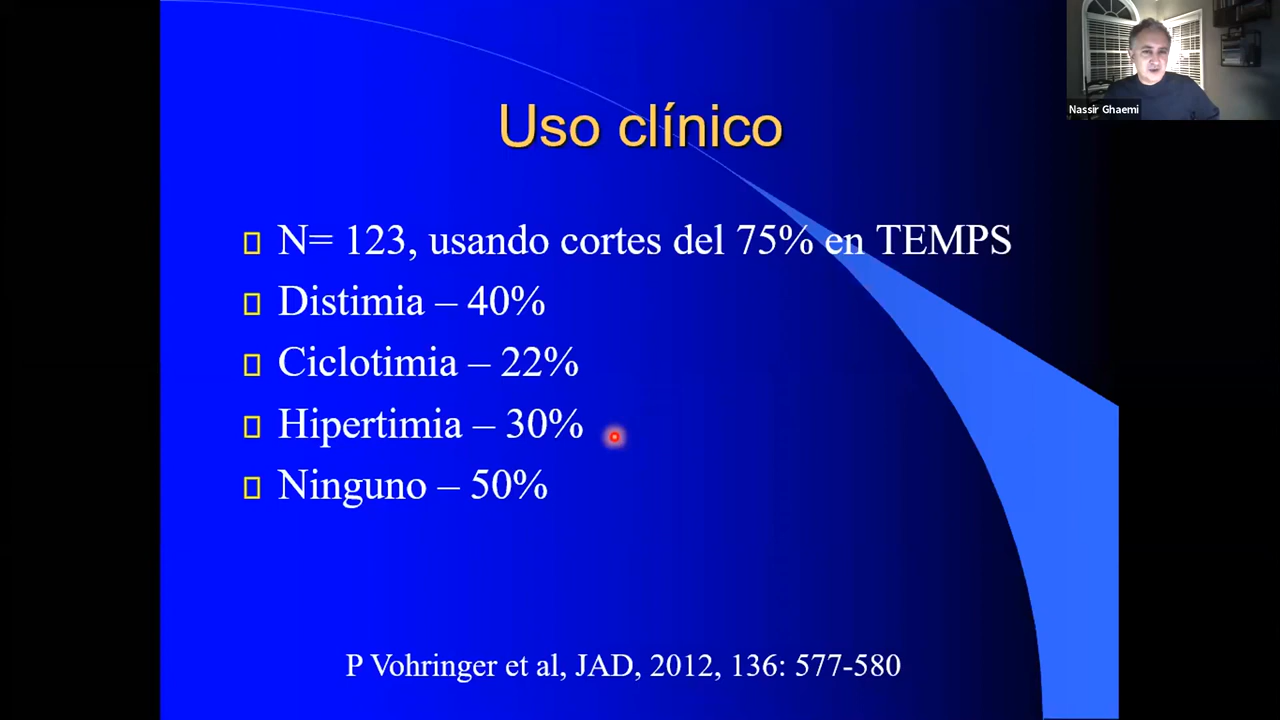 Nassir Ghaemi
Uso clínico
N= 123, usando cortes del 75% en TEMPS
Distimia – 40%
Ciclotimia – 22%
Hipertimia – 30%
Ninguno – 50%
P Vohringer et al, JAD, 2012, 136: 577-580